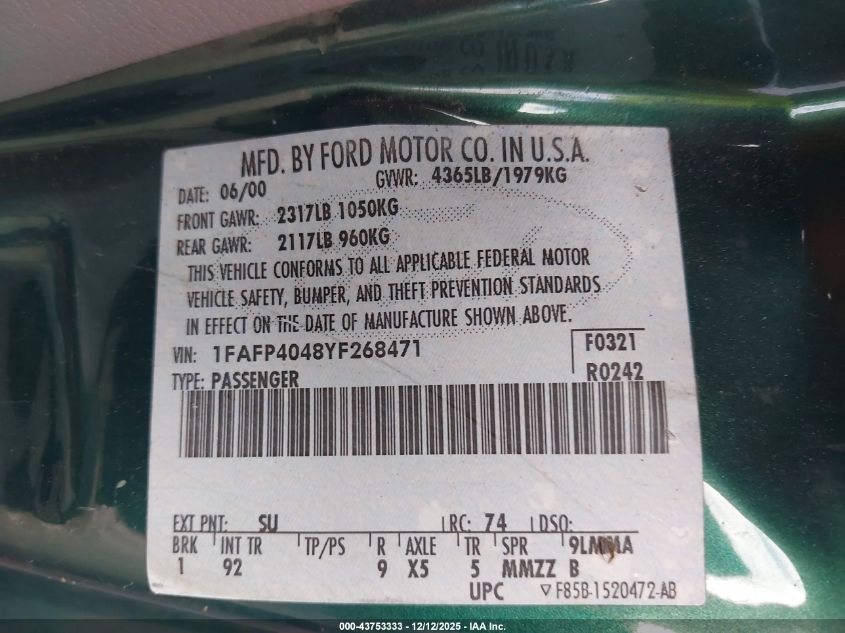 MFD. BY FORD MOTOR CO. IN U.S.A.
DATE: 06/00 GVWR: 4365LB/1979KG
FRONT GAWR: 2317LB 1050KG
REAR GAWR: 2117LB 960KG
THIS VEHICLE CONFORMS TO ALL APPLICABLE FEDERAL MOTOR
VEHICLE SAFETY, BUMPER, AND THEFT PREVENTION STANDARDS
IN EFFECT ON THE DATE OF MANUFACTURE SHOWN ABOVE.
VIN: 1FAFP4048YF268471 F0321
TYPE: PASSENGER R0242
EXT PNT: SU RC: 74 DSO:
BRK INT TR TP/PS R AXLE TR SPR 9LMMA
1 92 9 X5 5 MMZZ B
UPC ▽F85B-1520472-AB
000-43753333 - 12/12/2025 - IAA Inc.